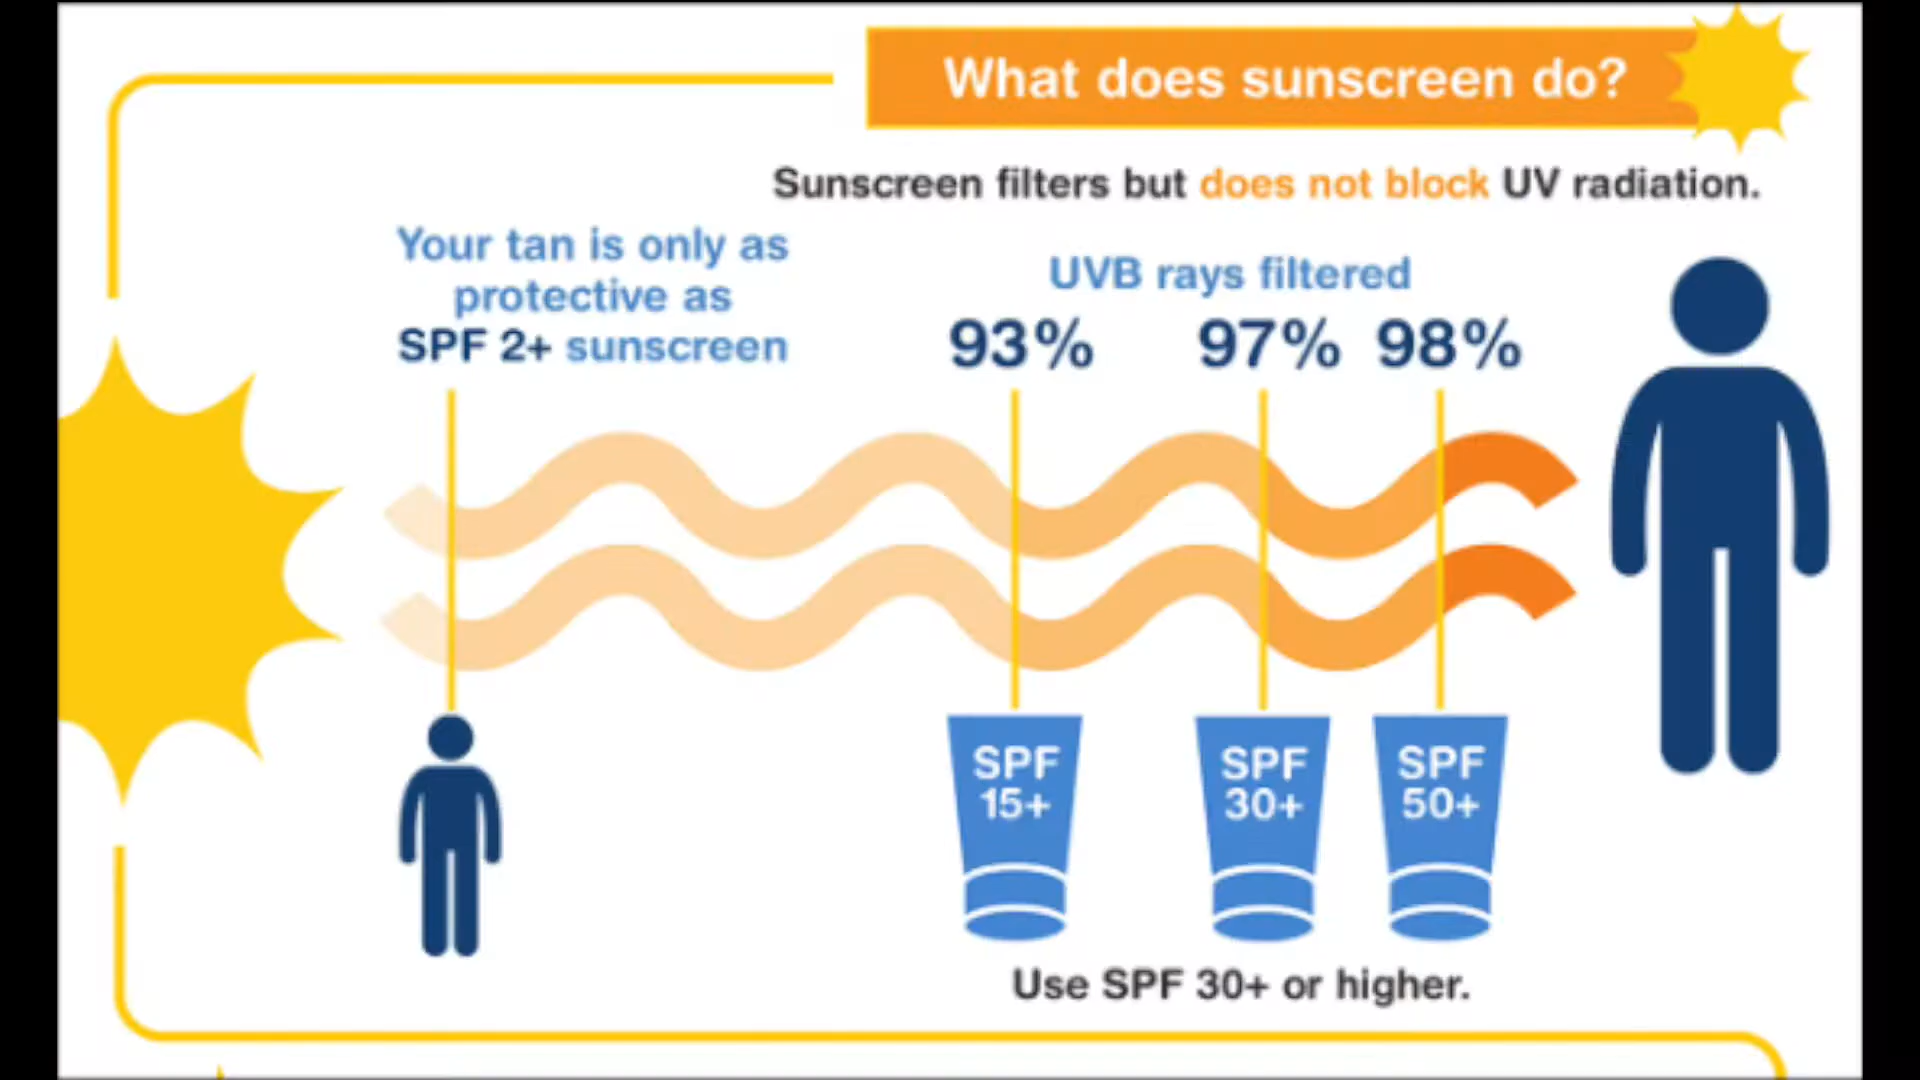 What does sunscreen do?
Sunscreen filters but does not block UV radiation.
Your tan is only as
protective as
SPF 2+ sunscreen
UVB rays filtered
93% 97% 98%
SPF
15+
SPF
30+
SPF
50+
Use SPF 30+ or higher.